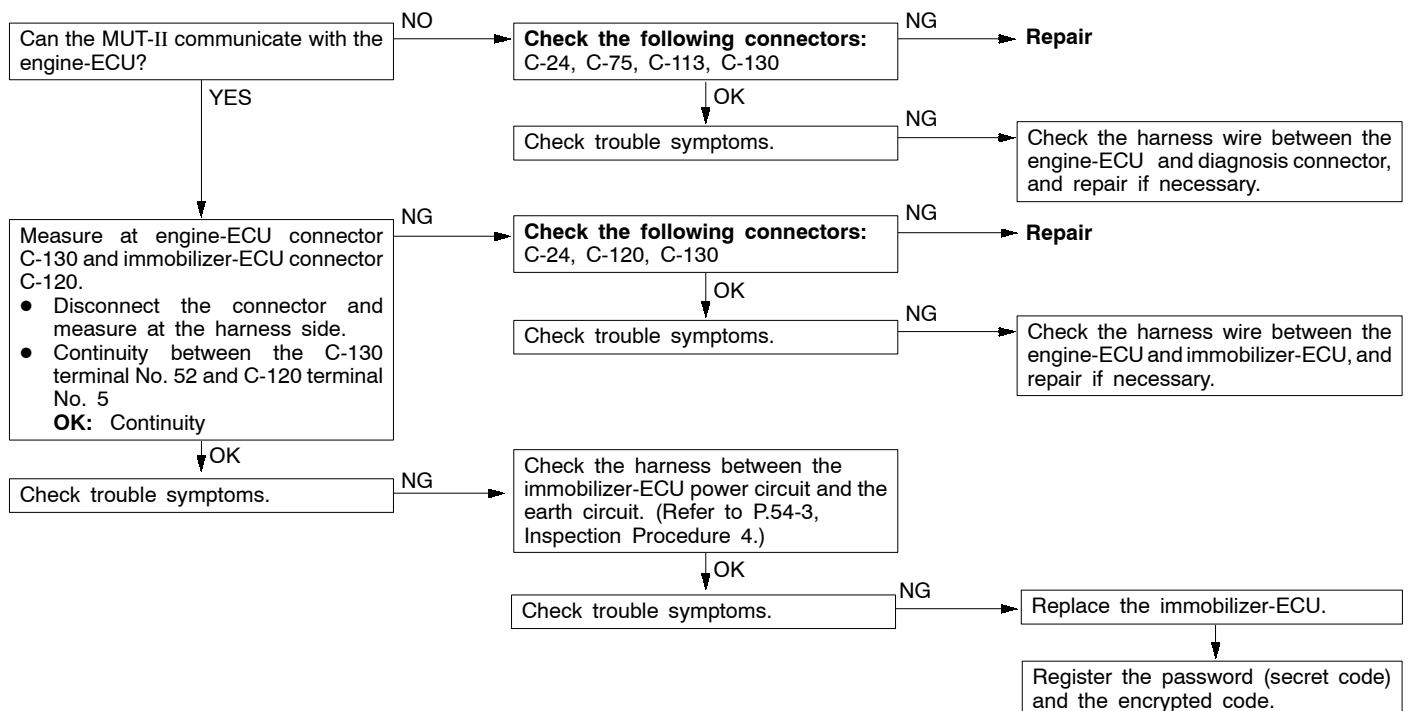 Can the MUT-II communicate with the
engine-ECU?
NO
Check the following connectors:
C-24, C-75, C-113, C-130
NG
Repair
YES
OK
Check trouble symptoms.
NG
Check the harness wire between the
engine-ECU and diagnosis connector,
and repair if necessary.
Measure at engine-ECU connector
C-130 and immobilizer-ECU connector
C-120.
● Disconnect the connector and
measure at the harness side.
● Continuity between the C-130
terminal No. 52 and C-120 terminal
No. 5
OK: Continuity
NG
Check the following connectors:
C-24, C-120, C-130
NG
Repair
OK
Check trouble symptoms.
NG
Check the harness wire between the
engine-ECU and immobilizer-ECU, and
repair if necessary.
OK
Check trouble symptoms.
NG
Check the harness between the
immobilizer-ECU power circuit and the
earth circuit. (Refer to P.54-3,
Inspection Procedure 4.)
OK
Check trouble symptoms.
NG
Replace the immobilizer-ECU.
Register the password (secret code)
and the encrypted code.